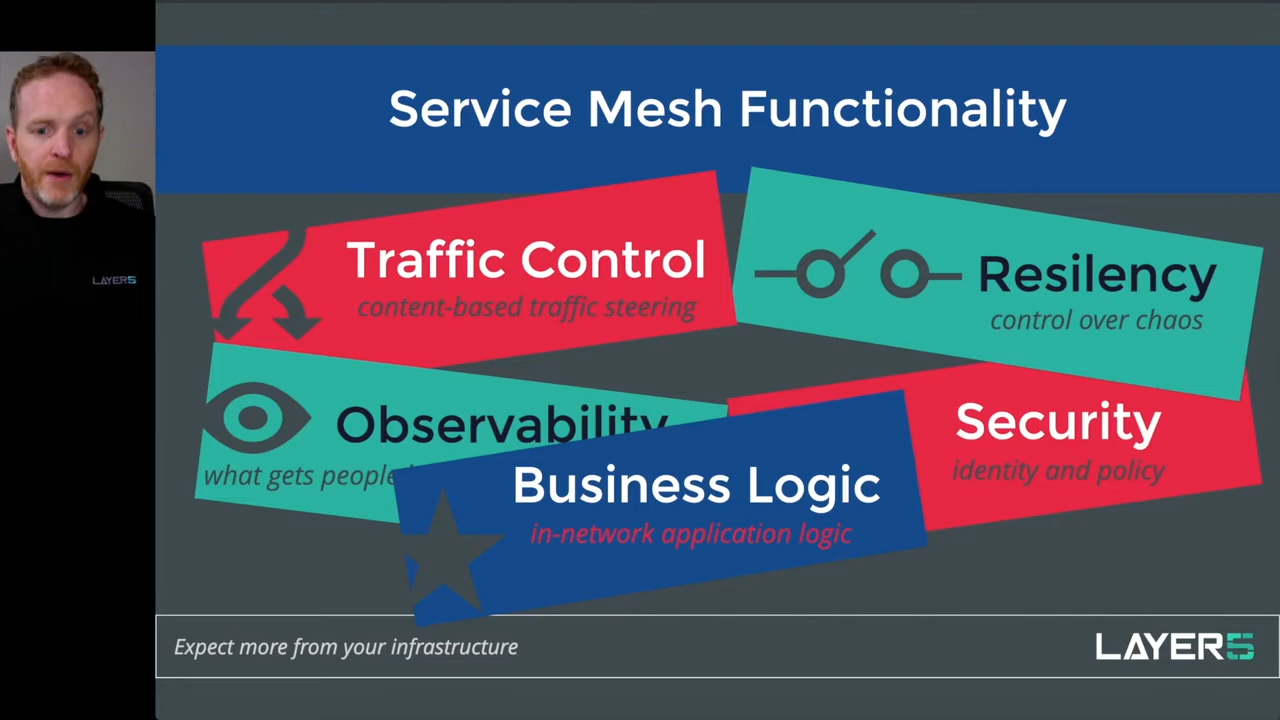 Service Mesh Functionality
Traffic Control
content-based traffic steering
Resilency
control over chaos
Observability
what gets people
Security
identity and policy
Business Logic
in-network application logic
Expect more from your infrastructure
LAYER5
LAYER5